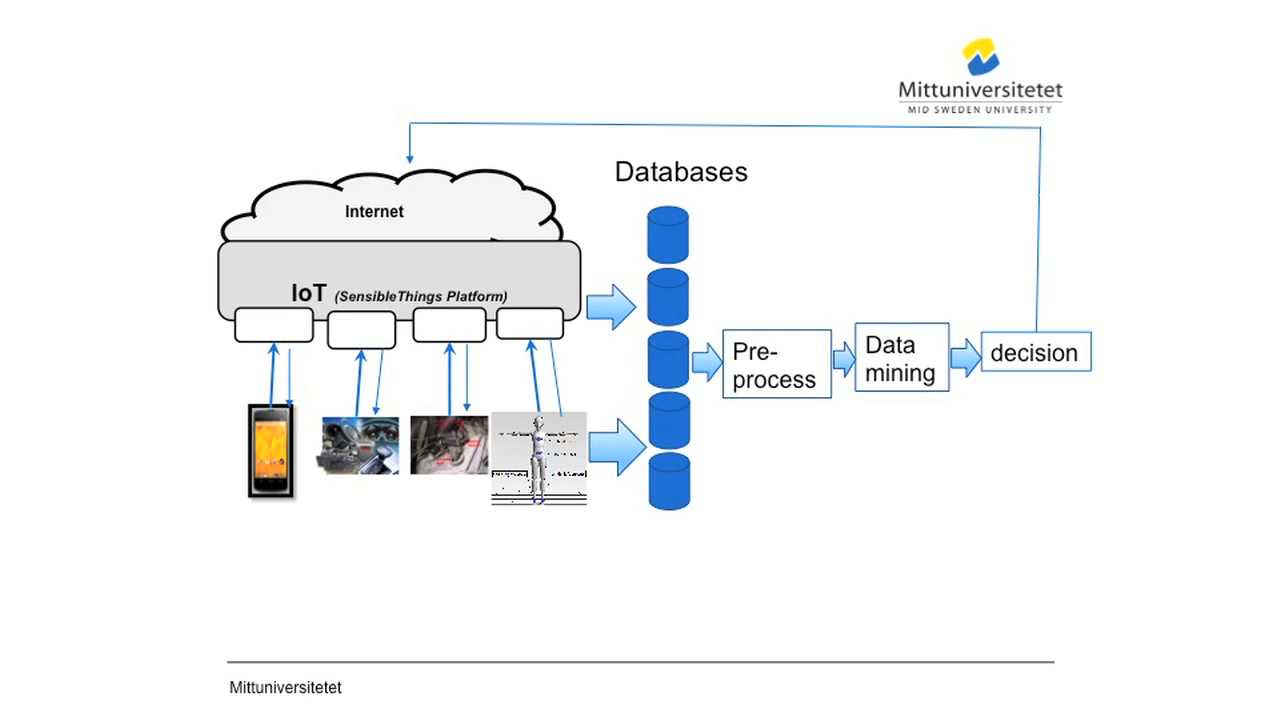 Mittuniversitetet
MID SWEDEN UNIVERSITY
Databases
Internet
IoT (SensibleThings Platform)
Pre-
process
Data
mining
decision
Mittuniversitetet